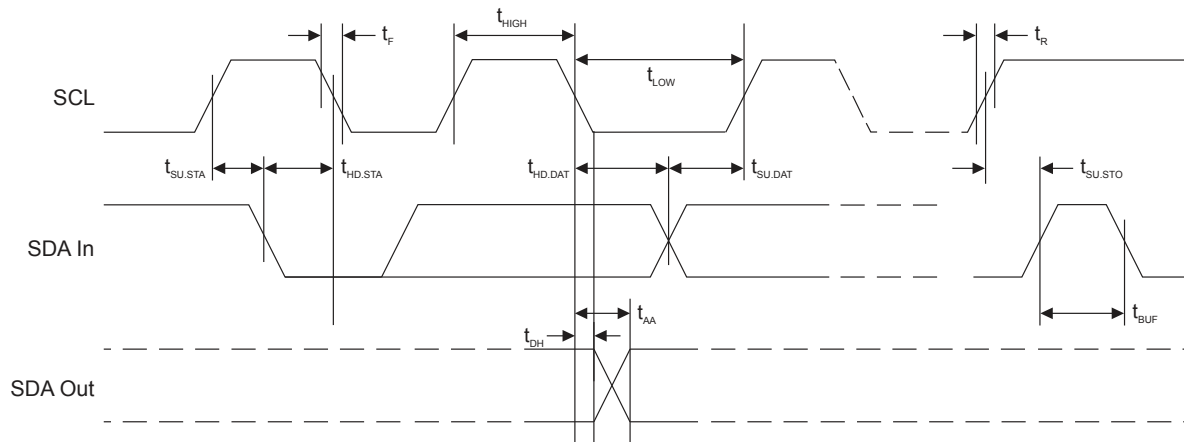 tHIGH
tF
tR
tLOW
SCL
tSU.STA
tHD.STA
tHD.DAT
tSU.DAT
tSU.STO
SDA In
tAA
tBUF
tDH
SDA Out